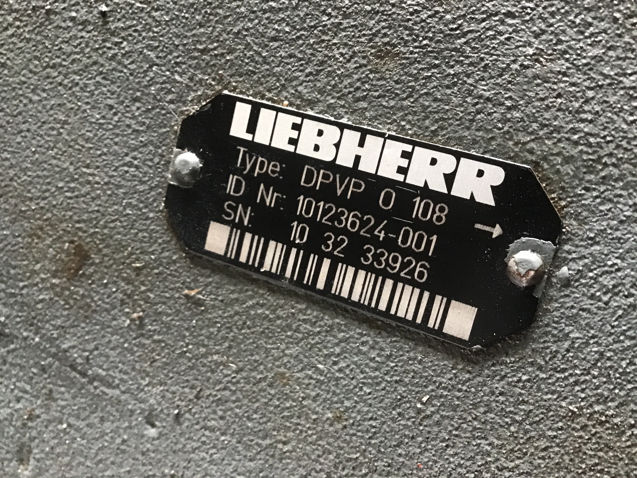 LIEBHERR
Type: DPVP O 108
ID Nr: 10123624-001 →
SN: 10 32 33926